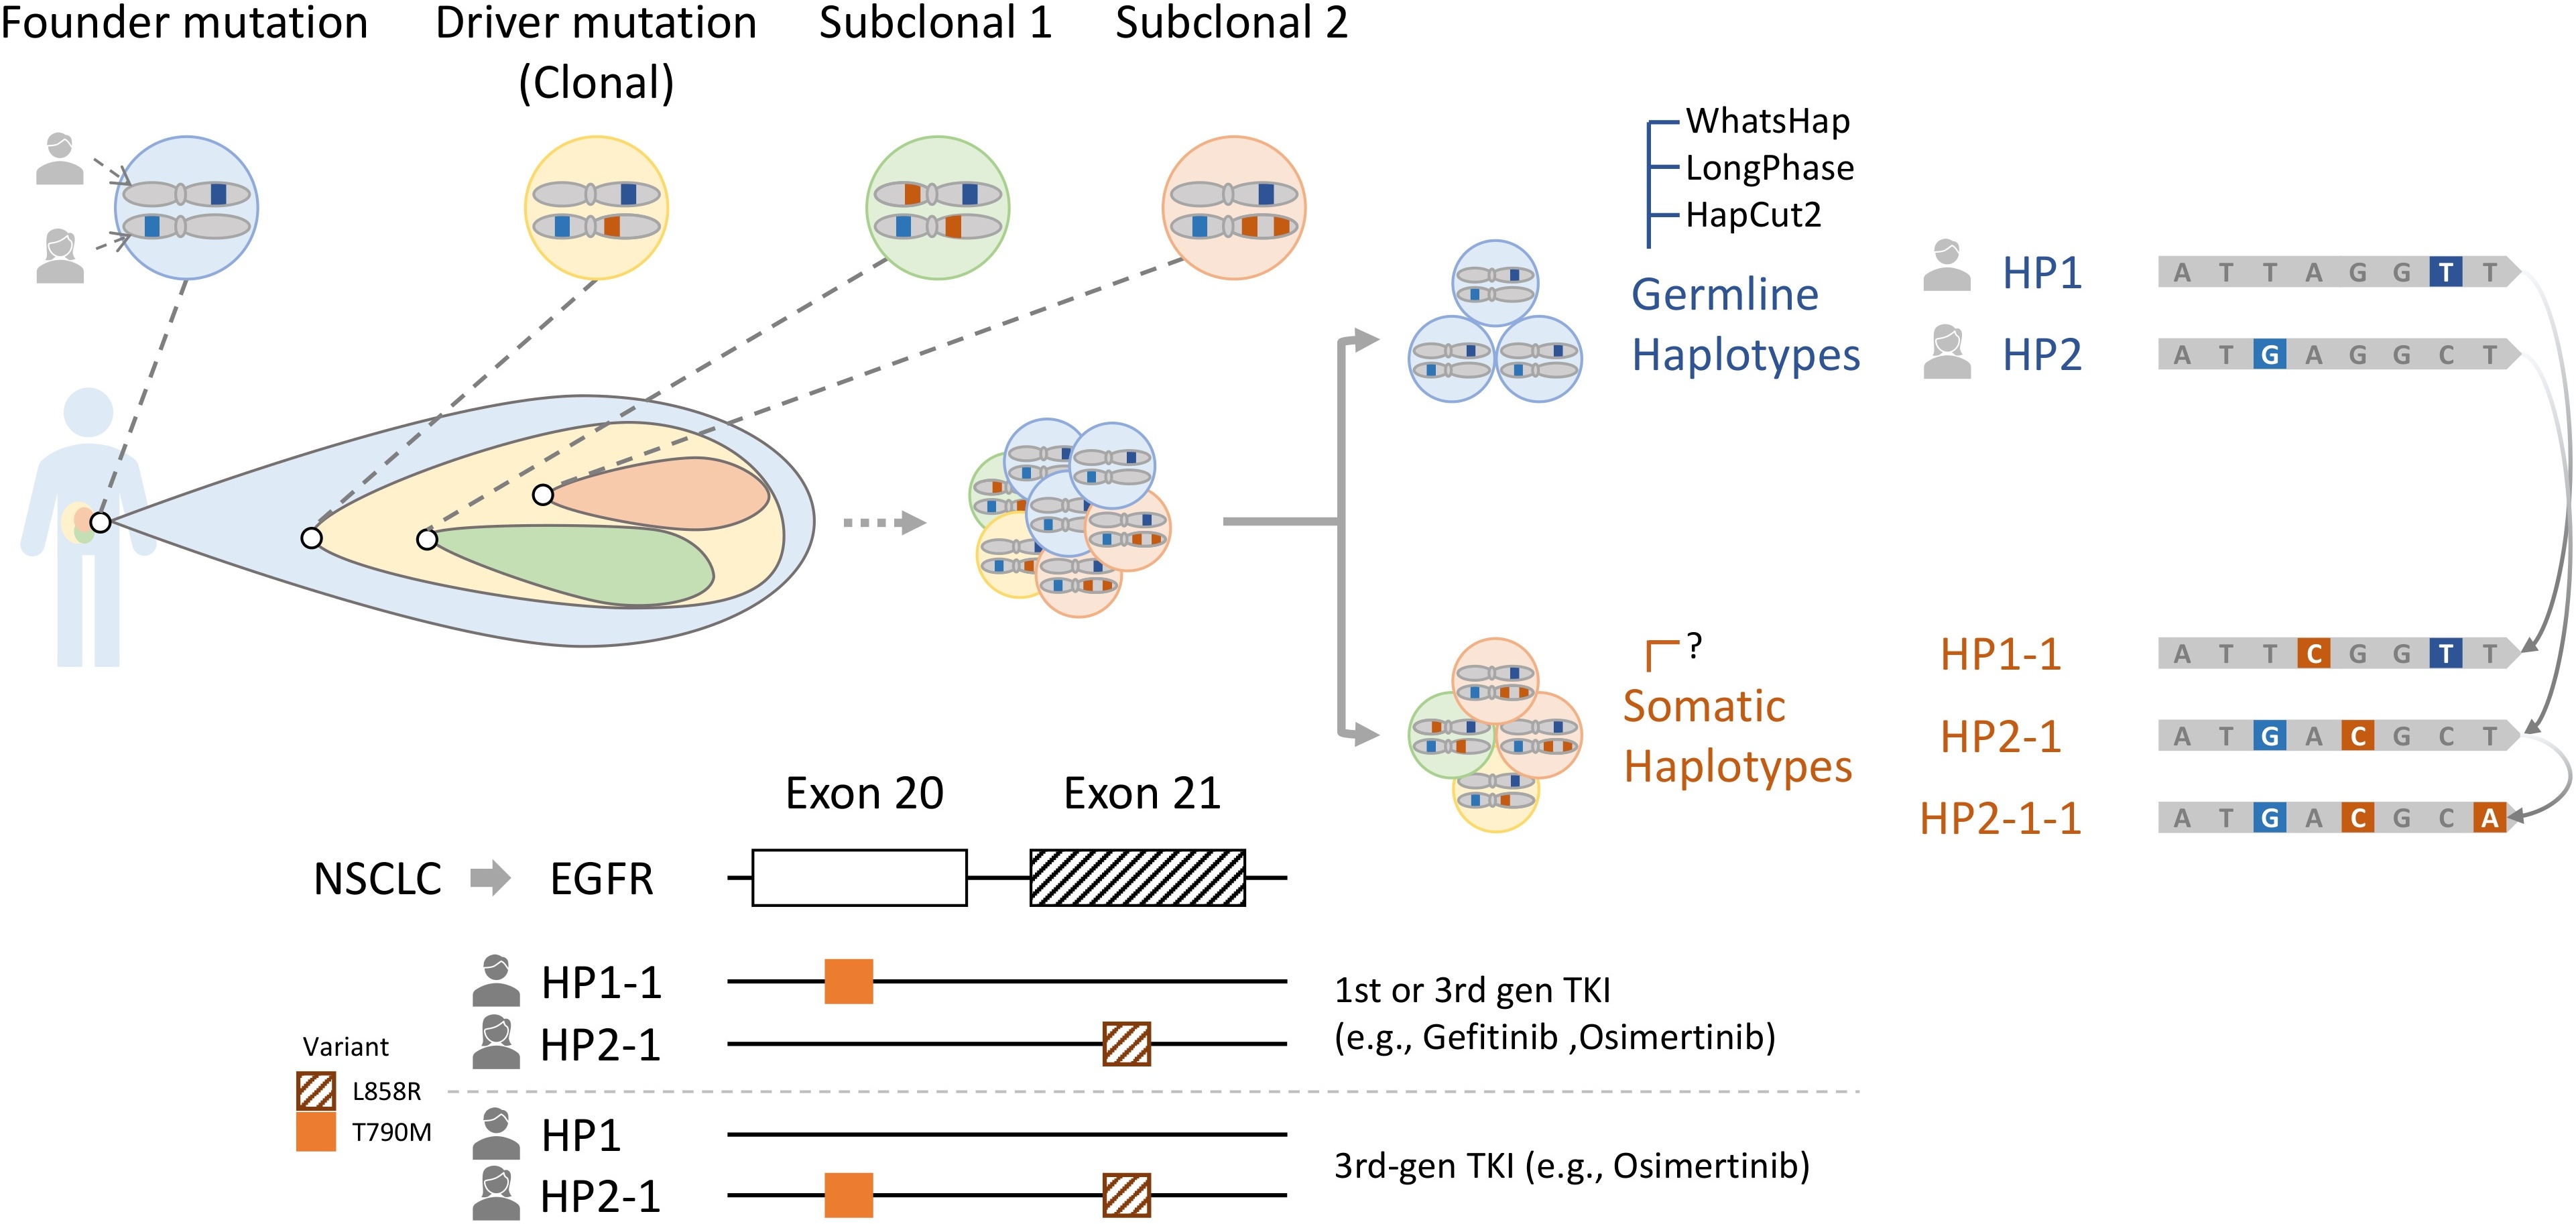 Founder mutation
Driver mutation
(Clonal)
Subclonal 1
Subclonal 2
WhatsHap
LongPhase
HapCut2
Germline
Haplotypes
HP1
A T T A G G T T
HP2
A T G A G G C T
?
Somatic
Haplotypes
HP1-1
A T T C G G T T
HP2-1
A T G A C G C T
HP2-1-1
A T G A C G C A
Exon 20
Exon 21
NSCLC
EGFR
HP1-1
HP2-1
1st or 3rd gen TKI
(e.g., Gefitinib ,Osimertinib)
Variant
L858R
T790M
HP1
HP2-1
3rd-gen TKI (e.g., Osimertinib)